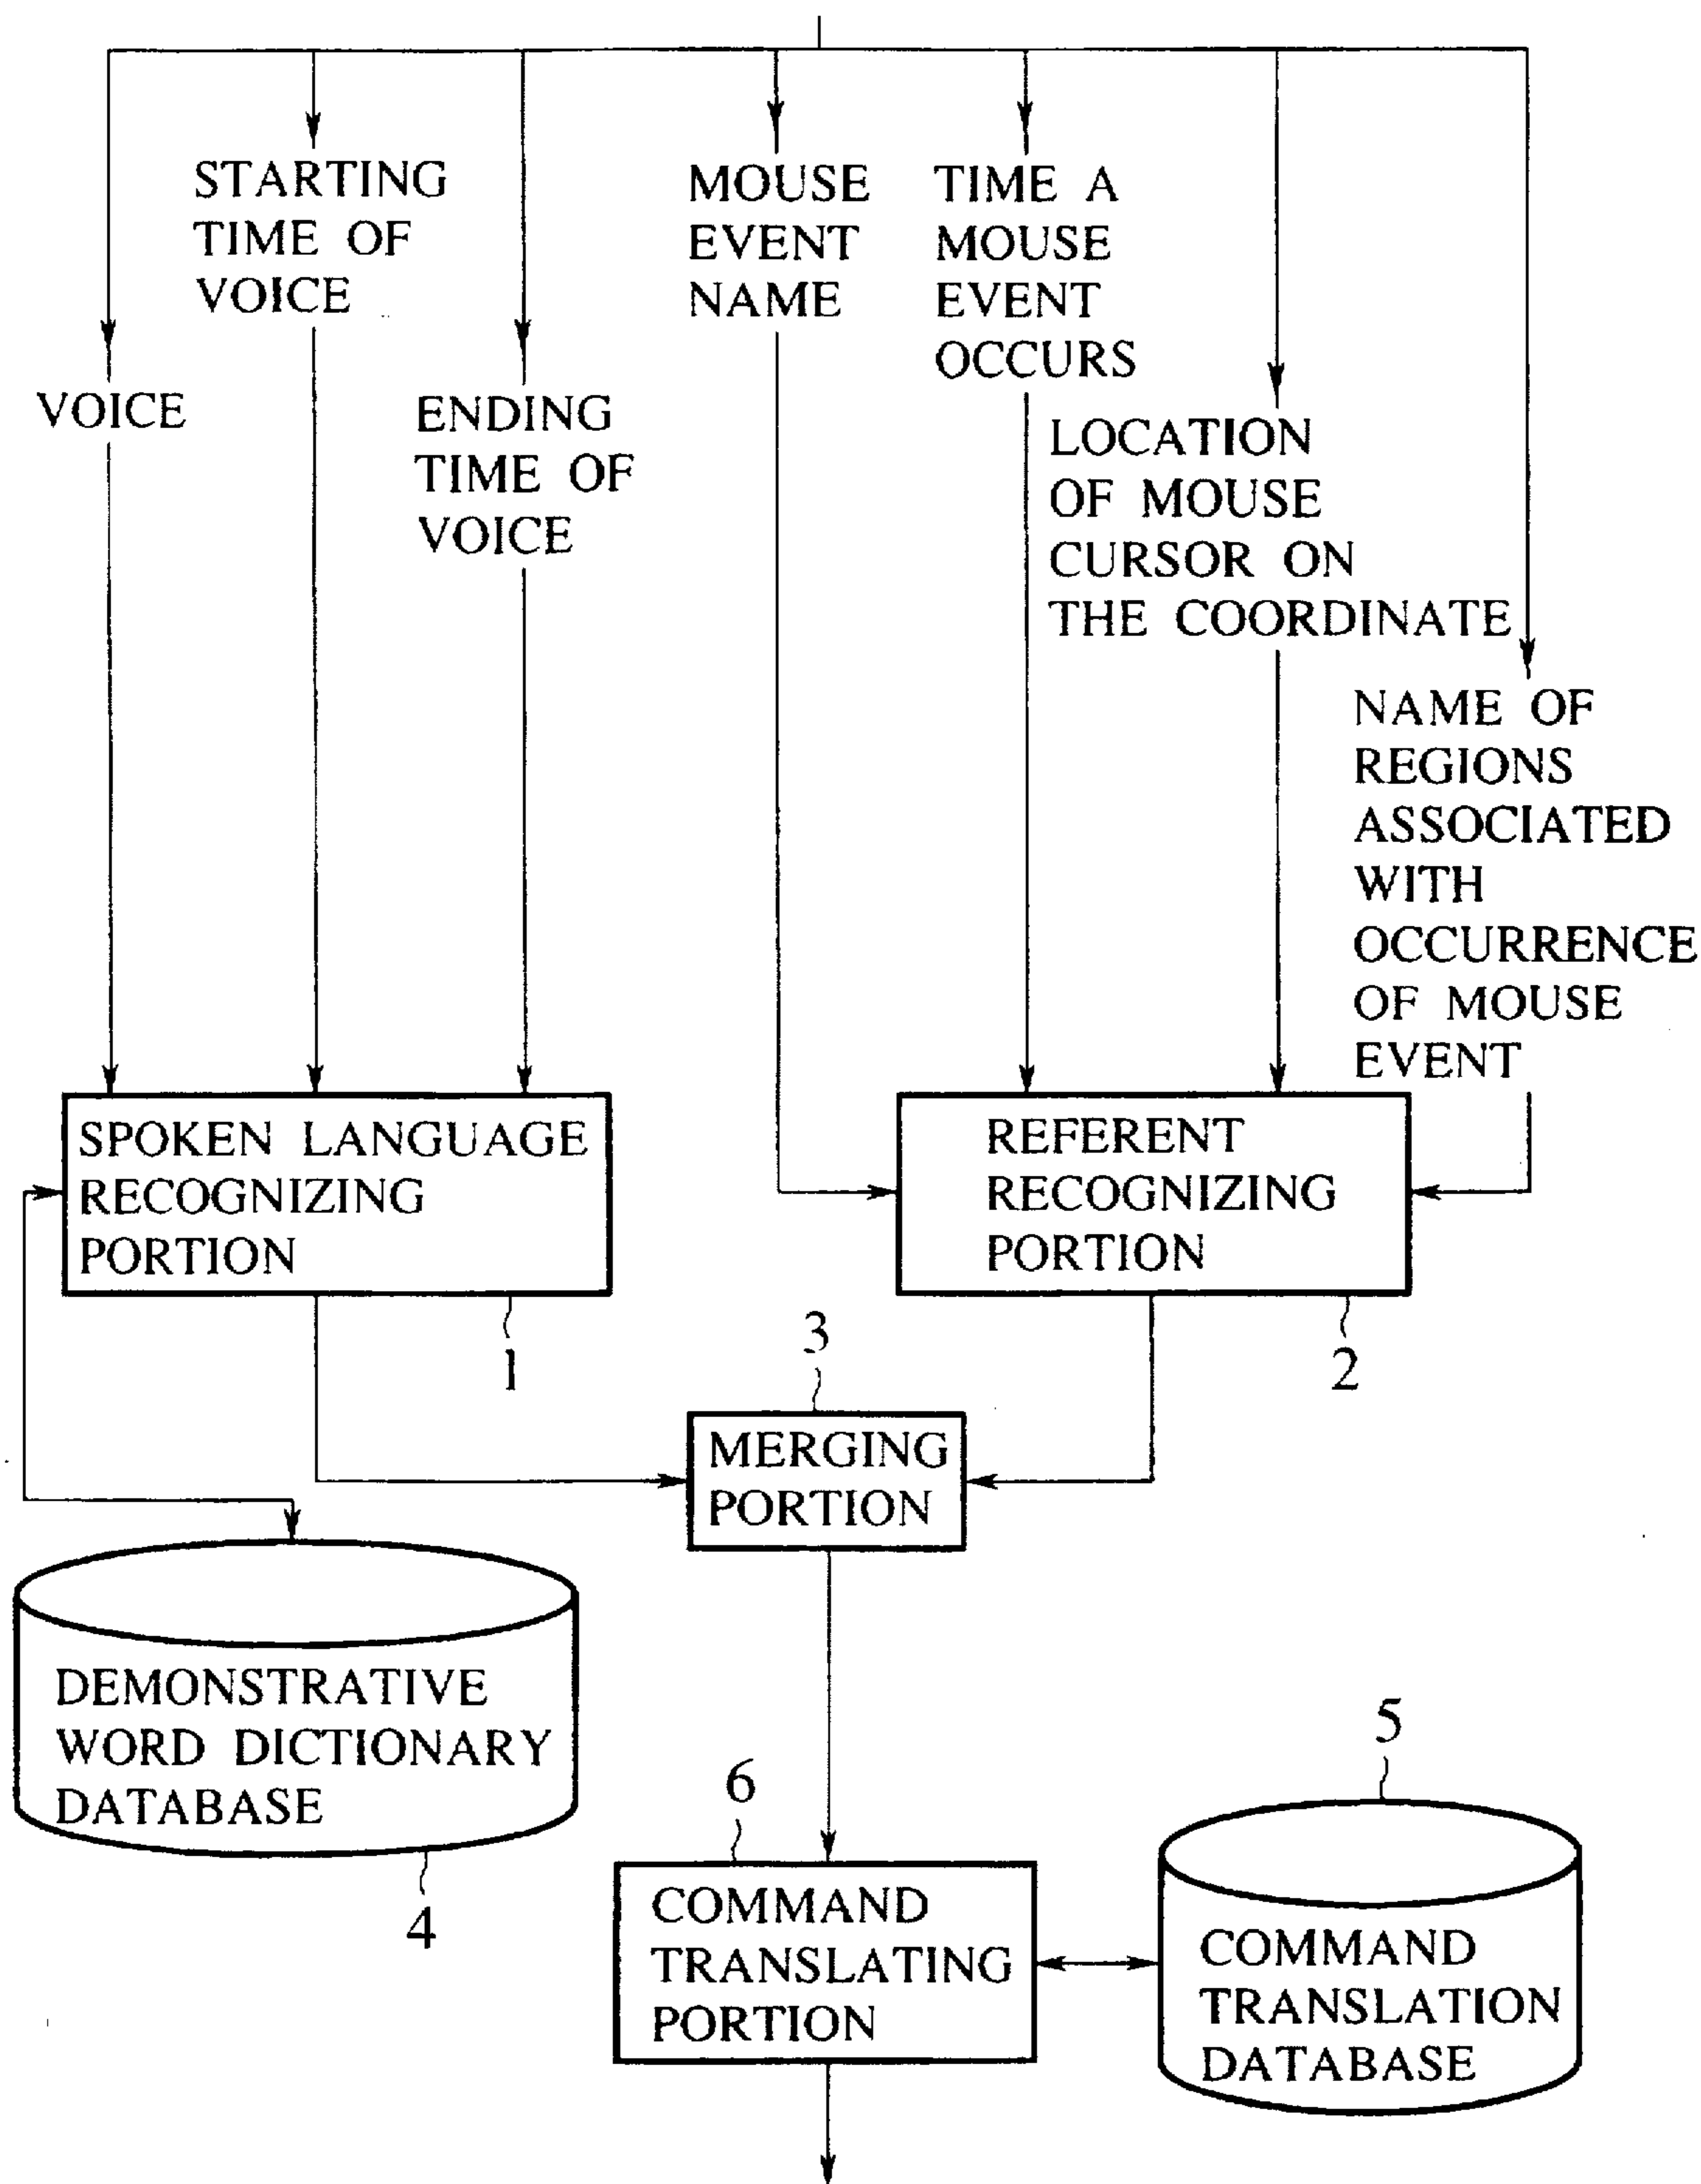 STARTING
TIME OF
VOICE
MOUSE
EVENT
NAME
TIME A
MOUSE
EVENT
OCCURS
VOICE
ENDING
TIME OF
VOICE
LOCATION
OF MOUSE
CURSOR ON
THE COORDINATE
NAME OF
REGIONS
ASSOCIATED
WITH
OCCURRENCE
OF MOUSE
EVENT
SPOKEN LANGUAGE
RECOGNIZING
PORTION
1
REFERENT
RECOGNIZING
PORTION
2
3
MERGING
PORTION
DEMONSTRATIVE
WORD DICTIONARY
DATABASE
4
6
COMMAND
TRANSLATING
PORTION
5
COMMAND
TRANSLATION
DATABASE